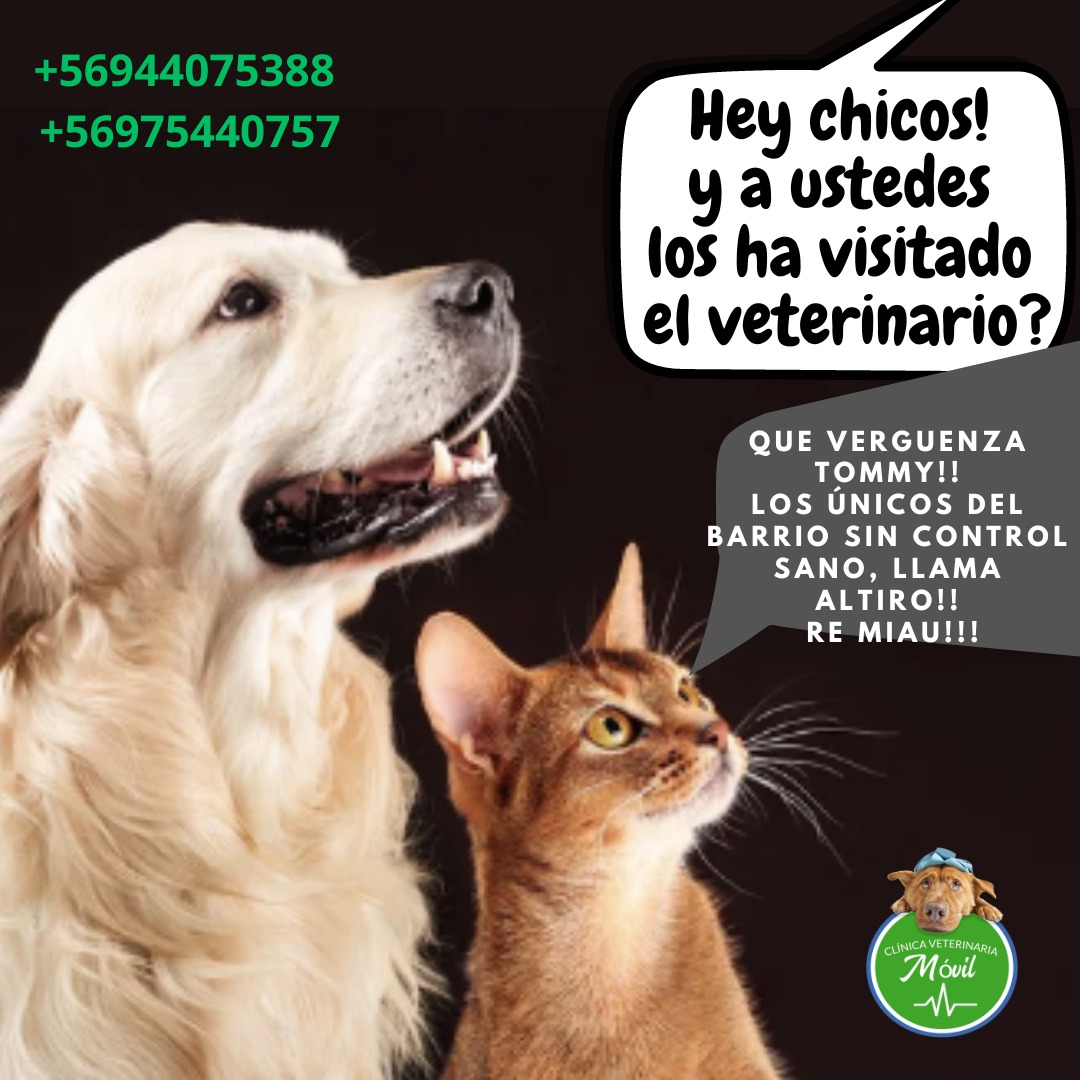 +56944075388
+56975440757
Hey chicos!
y a ustedes
los ha visitado
el veterinario?
QUE VERGUENZA
TOMMY!!
LOS ÚNICOS DEL
BARRIO SIN CONTROL
SANO, LLAMA
ALTIRO!!
RE MIAU!!!
CLÍNICA VETERINARIA
Móvil